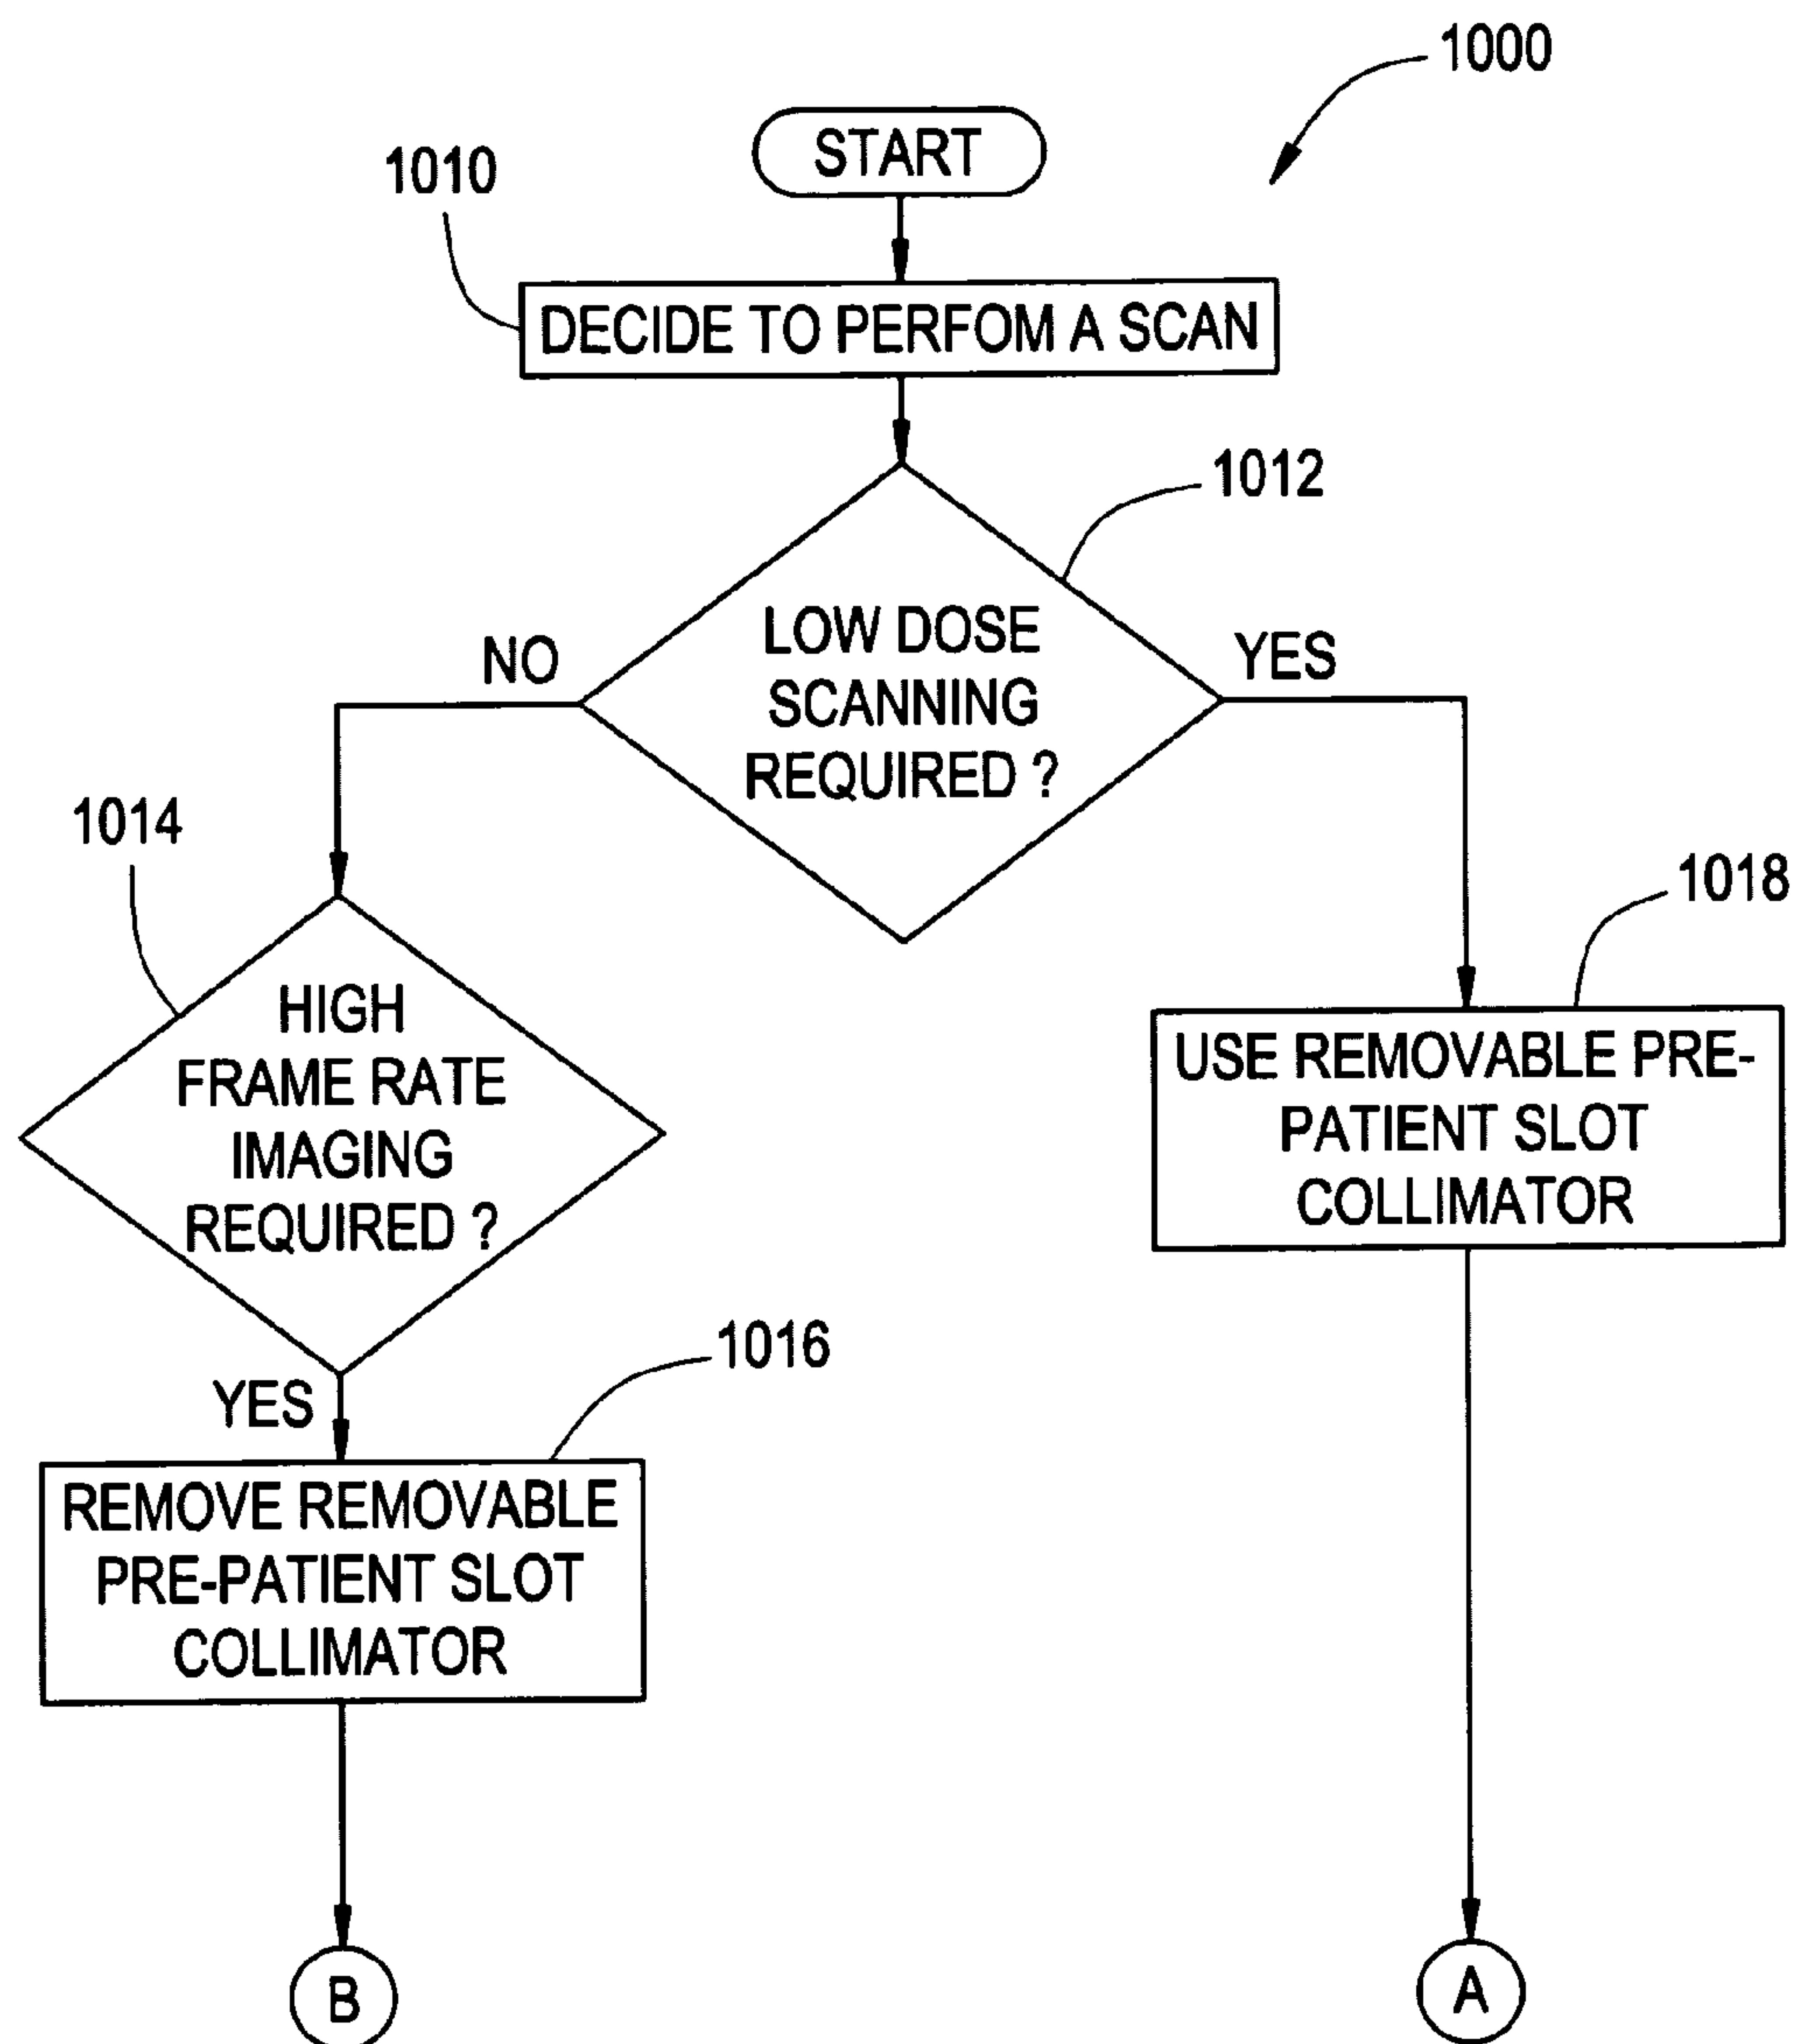 1000
START
1010
DECIDE TO PERFOM A SCAN
1012
LOW DOSE
SCANNING
REQUIRED ?
NO
YES
1014
HIGH
FRAME RATE
IMAGING
REQUIRED ?
1018
USE REMOVABLE PRE-
PATIENT SLOT
COLLIMATOR
YES
1016
REMOVE REMOVABLE
PRE-PATIENT SLOT
COLLIMATOR
B
A